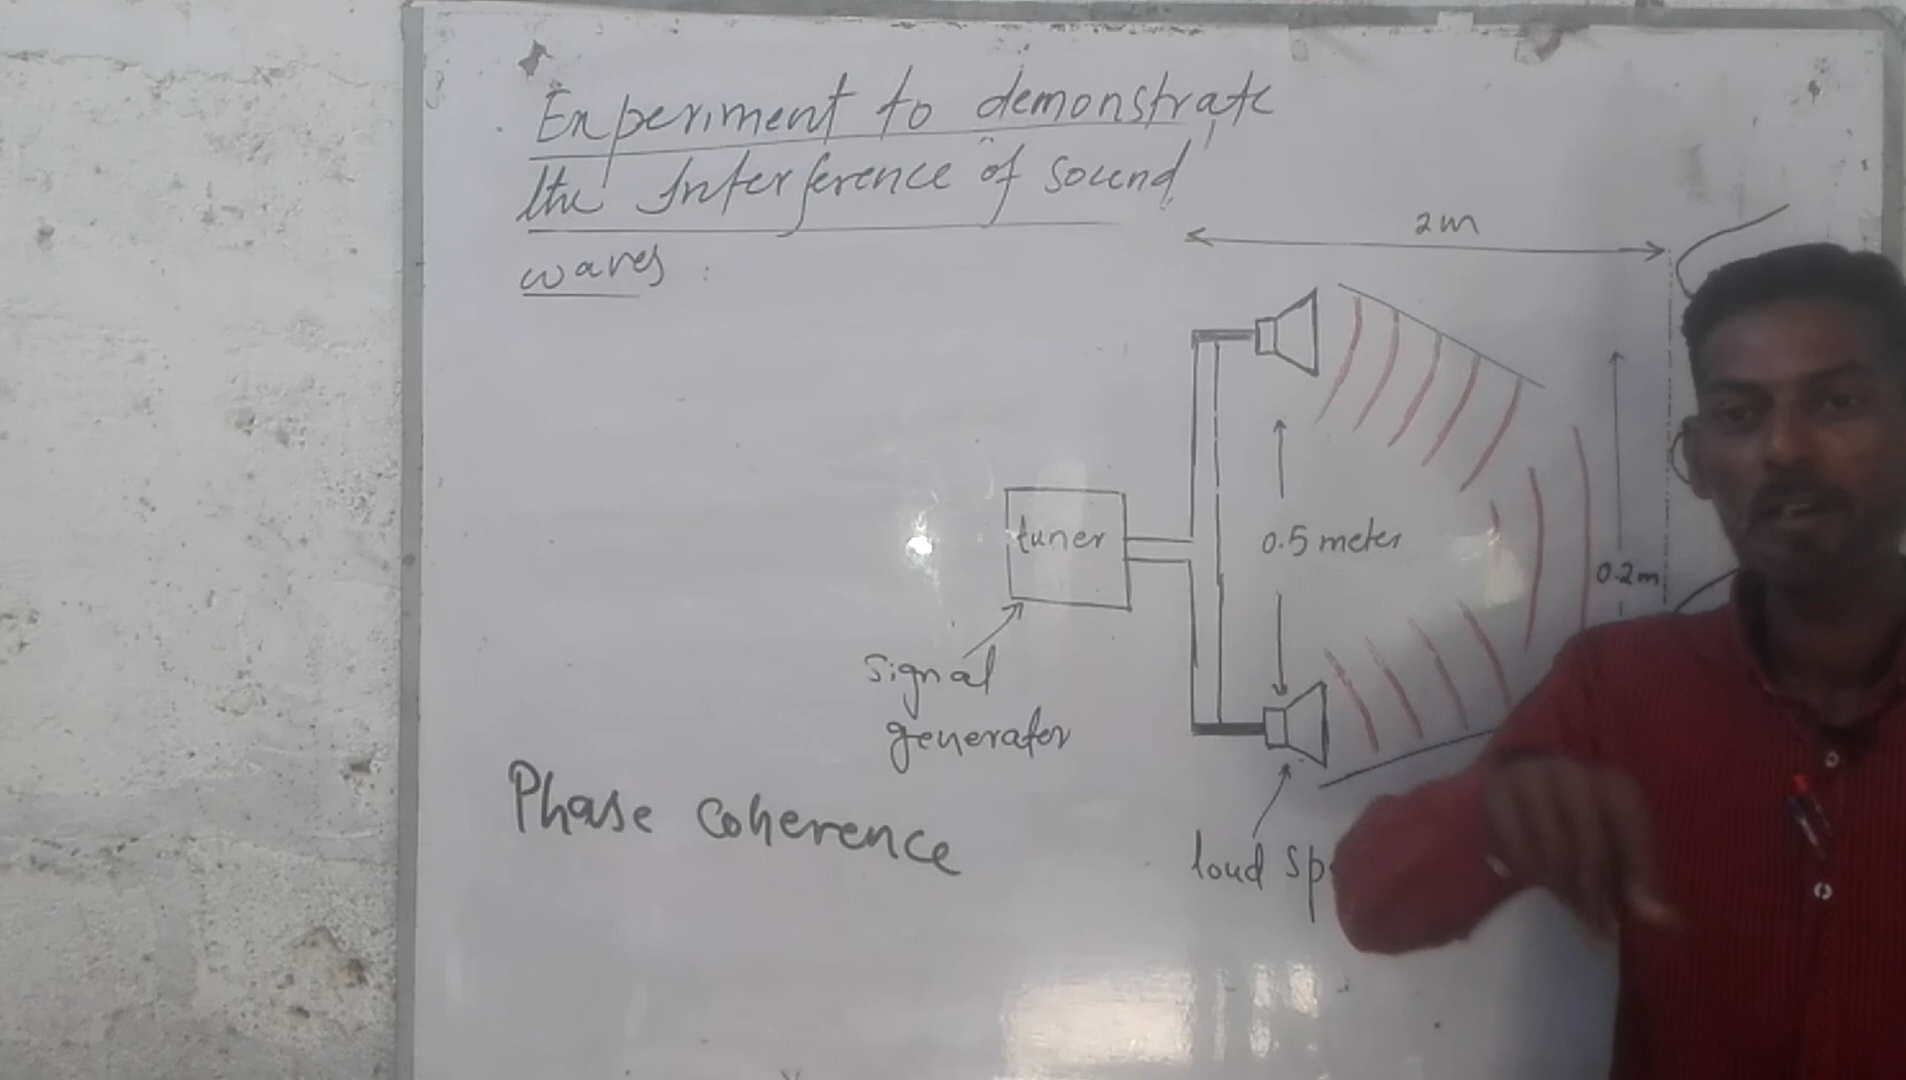 Experiment to demonstrate
the Interference of sound
waves :
2m
tuner
0.5 meter
0.2m
signal
generator
Phase coherence
loud